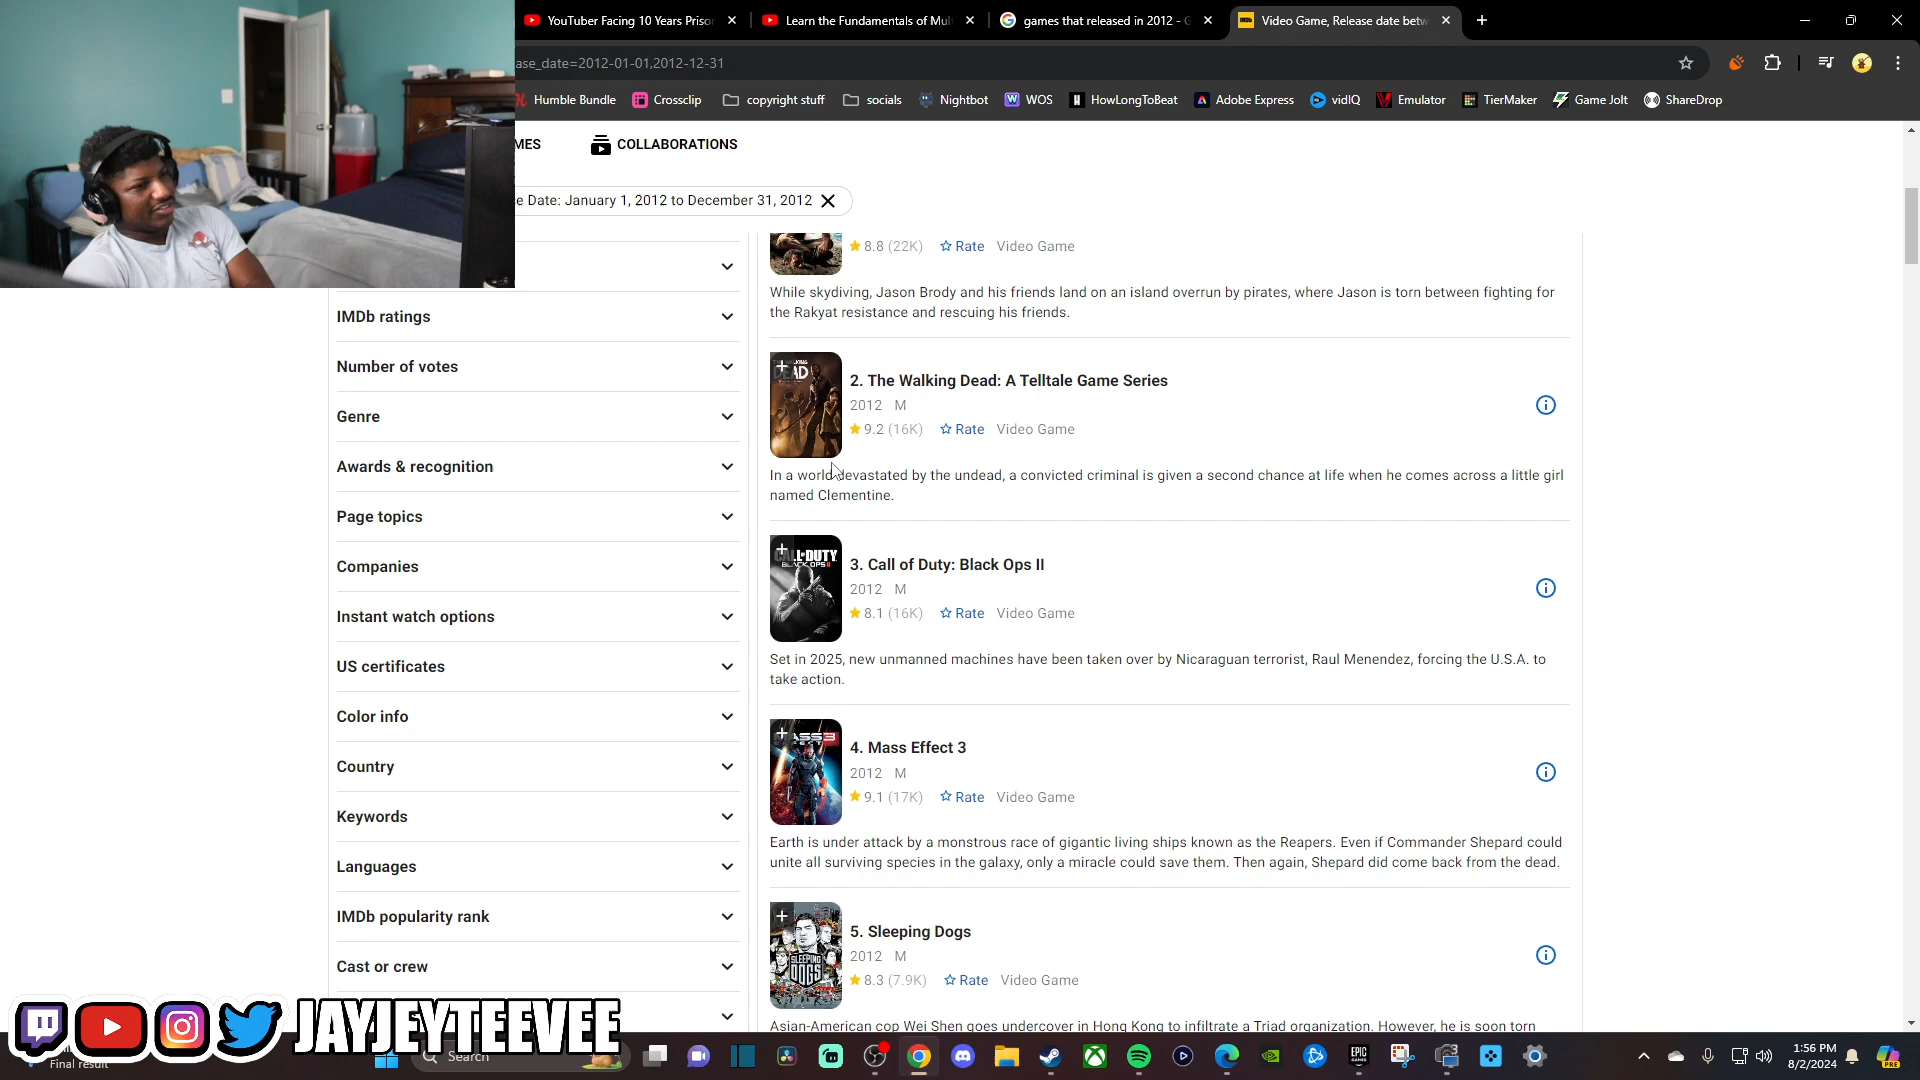 YouTuber Facing 10 Years Prisor
Learn the Fundamentals of Mul
games that released in 2012 - G
Video Game, Release date betw
ase_date=2012-01-01,2012-12-31
Humble Bundle
Crossclip
copyright stuff
socials
Nightbot
WOS
HowLongToBeat
Adobe Express
vidIQ
Emulator
TierMaker
Game Jolt
ShareDrop
MES
COLLABORATIONS
e Date: January 1, 2012 to December 31, 2012
IMDb ratings
Number of votes
Genre
Awards & recognition
Page topics
Companies
Instant watch options
US certificates
Color info
Country
Keywords
Languages
IMDb popularity rank
Cast or crew
8.8 (22K) Rate Video Game
While skydiving, Jason Brody and his friends land on an island overrun by pirates, where Jason is torn between fighting for
the Rakyat resistance and rescuing his friends.
2. The Walking Dead: A Telltale Game Series
2012 M
9.2 (16K) Rate Video Game
In a world devastated by the undead, a convicted criminal is given a second chance at life when he comes across a little girl
named Clementine.
CALL OF DUTY
BLACK OPS II
3. Call of Duty: Black Ops II
2012 M
8.1 (16K) Rate Video Game
Set in 2025, new unmanned machines have been taken over by Nicaraguan terrorist, Raul Menendez, forcing the U.S.A. to
take action.
4. Mass Effect 3
2012 M
9.1 (17K) Rate Video Game
Earth is under attack by a monstrous race of gigantic living ships known as the Reapers. Even if Commander Shepard could
unite all surviving species in the galaxy, only a miracle could save them. Then again, Shepard did come back from the dead.
SLEEPING
DOGS
5. Sleeping Dogs
2012 M
8.3 (7.9K) Rate Video Game
Asian-American cop Wei Shen goes undercover in Hong Kong to infiltrate a Triad organization. However, he is soon torn
JAYJEYTEEVEE
Final result
Search
1:56 PM
8/2/2024